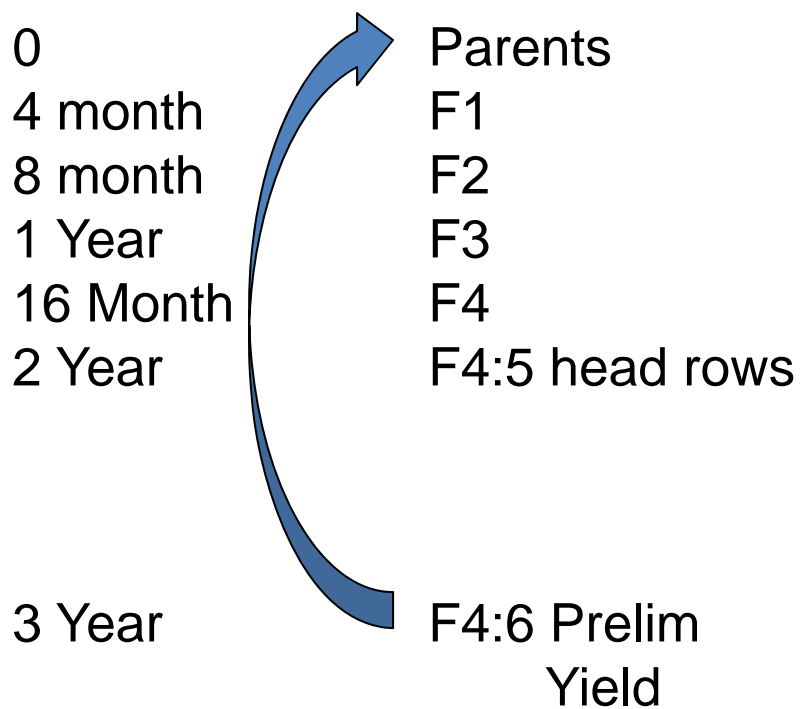 0 Parents
4 month F1
8 month F2
1 Year F3
16 Month F4
2 Year F4:5 head rows
3 Year F4:6 Prelim
Yield